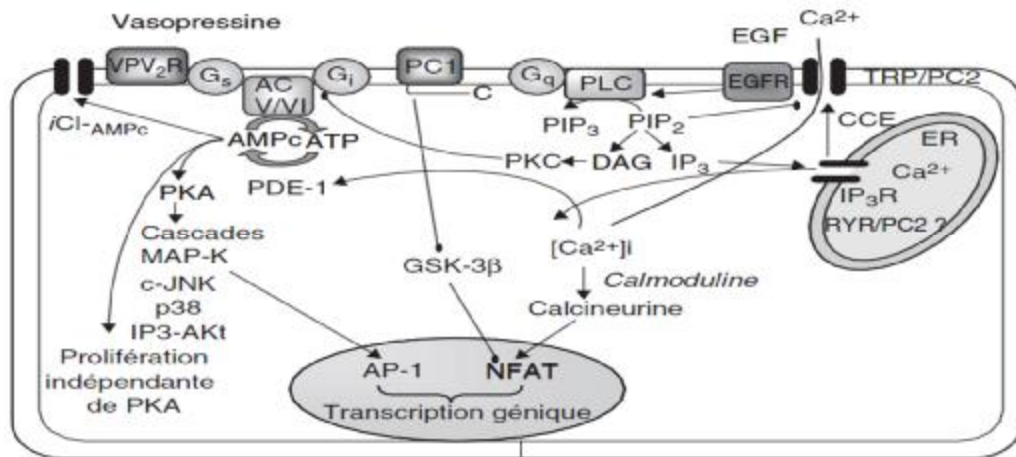 Vasopressine
Ca²⁺
EGF
VPV₂R
Gs
AC
V/VI
Gi
PC1
C
Gq
PLC
EGFR
TRP/PC2
iCl-AMPc
AMPc ATP
PIP₃
PIP₂
CCE
PKC
DAG
IP₃
ER
Ca²⁺
IP₃R
RYR/PC2 ?
PDE-1
PKA
Cascades
MAP-K
c-JNK
p38
IP3-AKt
Prolifération
indépendante
de PKA
GSK-3β
[Ca²⁺]i
Calmoduline
Calcineurine
AP-1
NFAT
Transcription génique